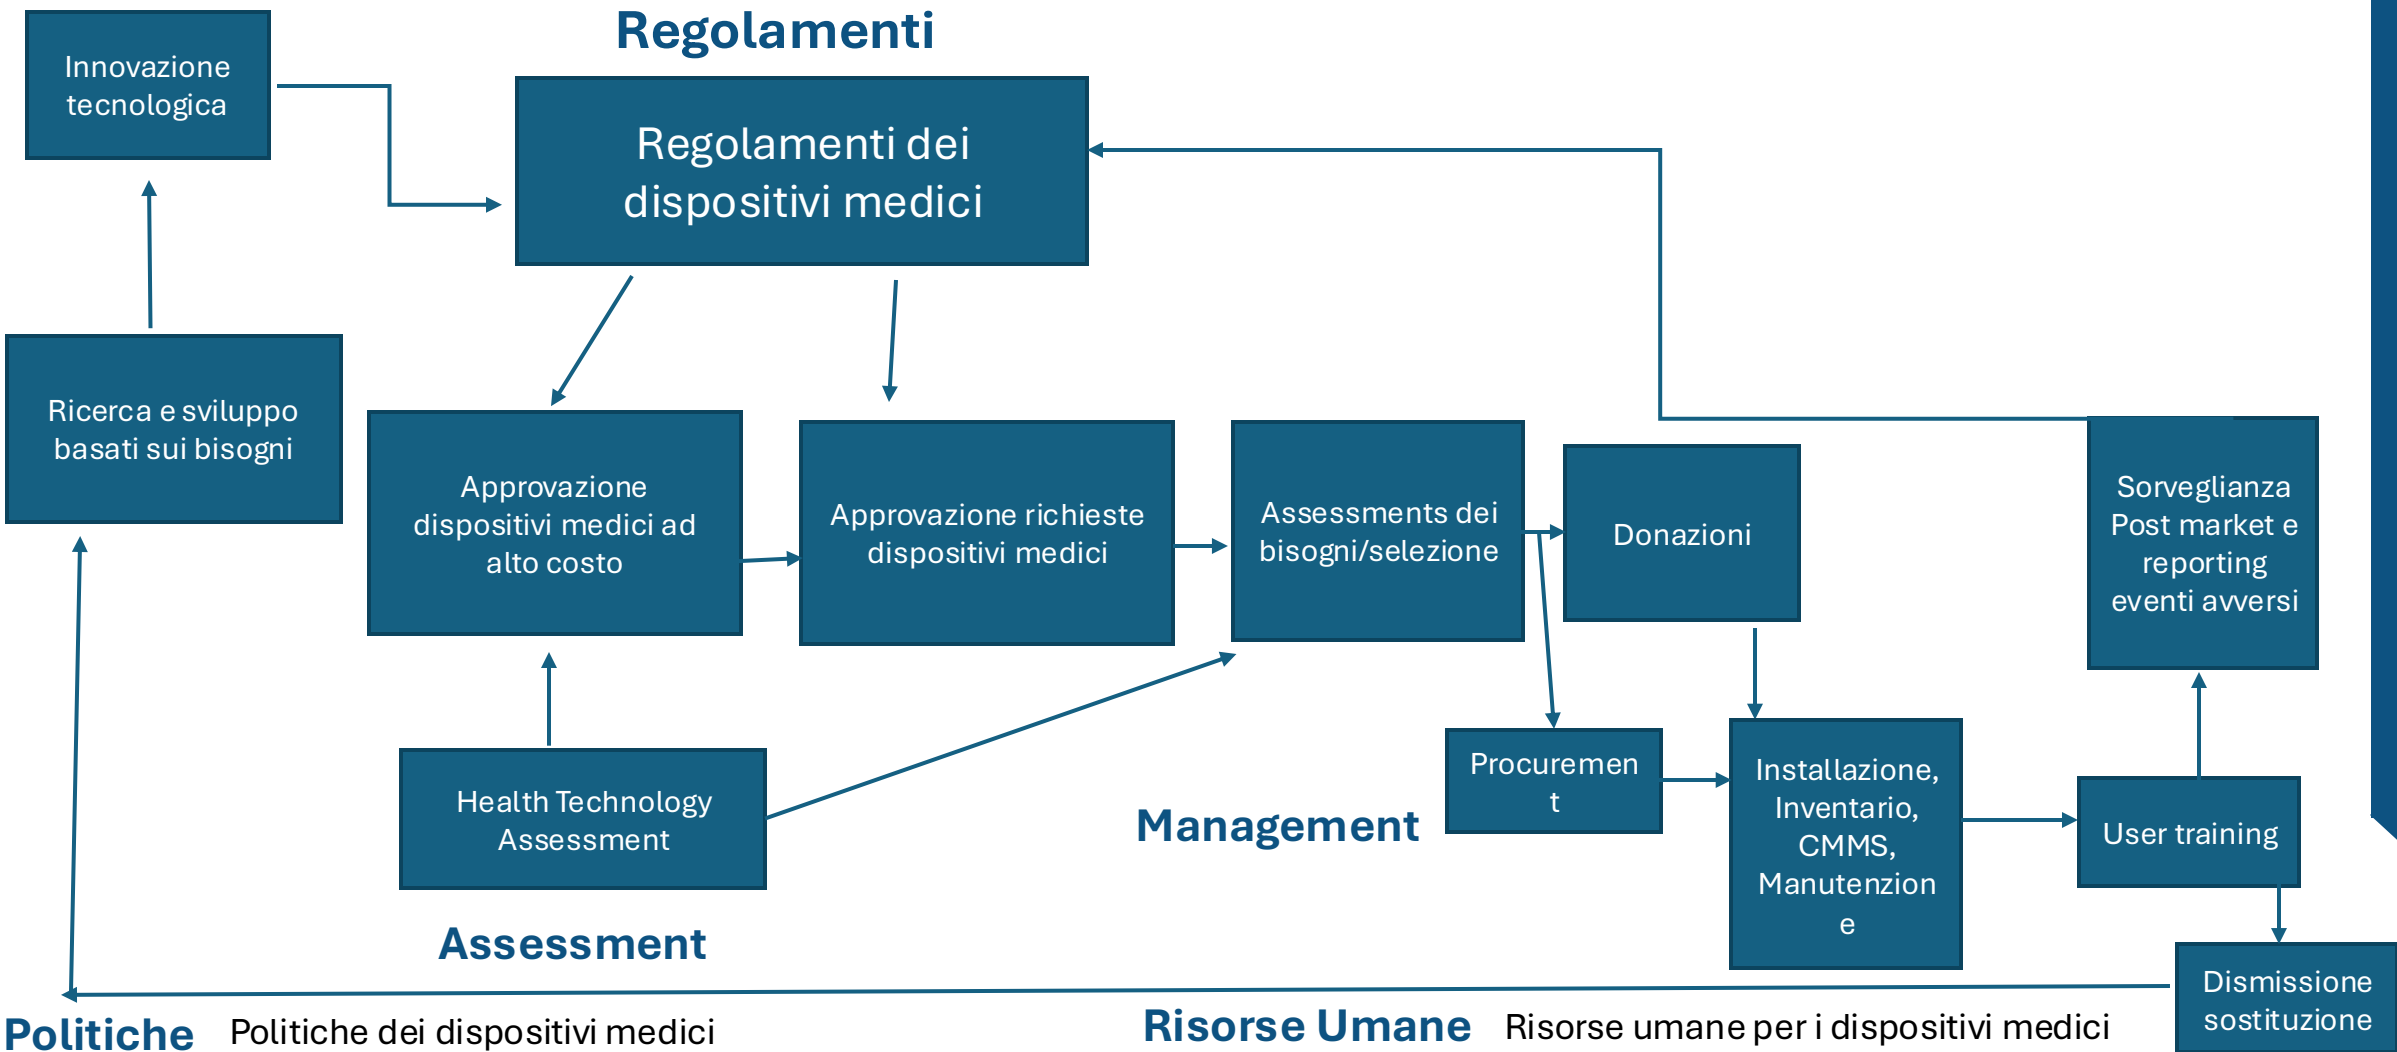 Regolamenti
Innovazione
tecnologica
Regolamenti dei
dispositivi medici
Ricerca e sviluppo
basati sui bisogni
Approvazione
dispositivi medici ad
alto costo
Approvazione richieste
dispositivi medici
Assessments dei
bisogni/selezione
Donazioni
Sorveglianza
Post market e
reporting
eventi avversi
Health Technology
Assessment
Management
Procuremen
t
Installazione,
Inventario,
CMMS,
Manutenzion
e
User training
Assessment
Dismissione
sostituzione
Politiche
Politiche dei dispositivi medici
Risorse Umane
Risorse umane per i dispositivi medici